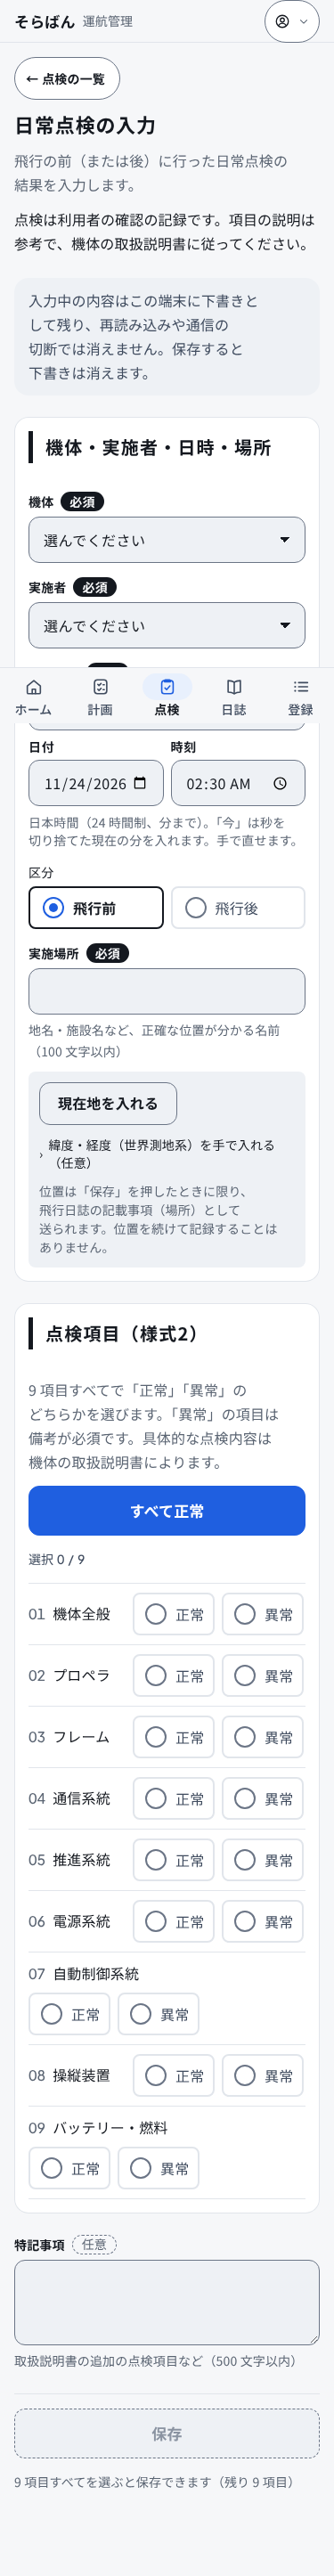 そらばん 運航管理
← 点検の一覧
日常点検の入力
飛行の前（または後）に行った日常点検の
結果を入力します。
点検は利用者の確認の記録です。項目の説明は
参考で、機体の取扱説明書に従ってください。
入力中の内容はこの端末に下書きと
して残り、再読み込みや通信の
切断では消えません。保存すると
下書きは消えます。
機体・実施者・日時・場所
機体 必須
選んでください
実施者 必須
選んでください
ホーム 計画 点検 日誌 登録
日付 時刻
11/24/2026 02:30 AM
日本時間（24 時間制、分まで）。「今」は秒を
切り捨てた現在の分を入れます。手で直せます。
区分
飛行前 飛行後
実施場所 必須
地名・施設名など、正確な位置が分かる名前
（100 文字以内）
現在地を入れる
› 緯度・経度（世界測地系）を手で入れる
（任意）
位置は「保存」を押したときに限り、
飛行日誌の記載事項（場所）として
送られます。位置を続けて記録することは
ありません。
点検項目（様式2）
9 項目すべてで「正常」「異常」の
どちらかを選びます。「異常」の項目は
備考が必須です。具体的な点検内容は
機体の取扱説明書によります。
すべて正常
選択 0 / 9
01 機体全般 正常 異常
02 プロペラ 正常 異常
03 フレーム 正常 異常
04 通信系統 正常 異常
05 推進系統 正常 異常
06 電源系統 正常 異常
07 自動制御系統
正常 異常
08 操縦装置 正常 異常
09 バッテリー・燃料
正常 異常
特記事項 任意
取扱説明書の追加の点検項目など（500 文字以内）
保存
9 項目すべてを選ぶと保存できます（残り 9 項目）